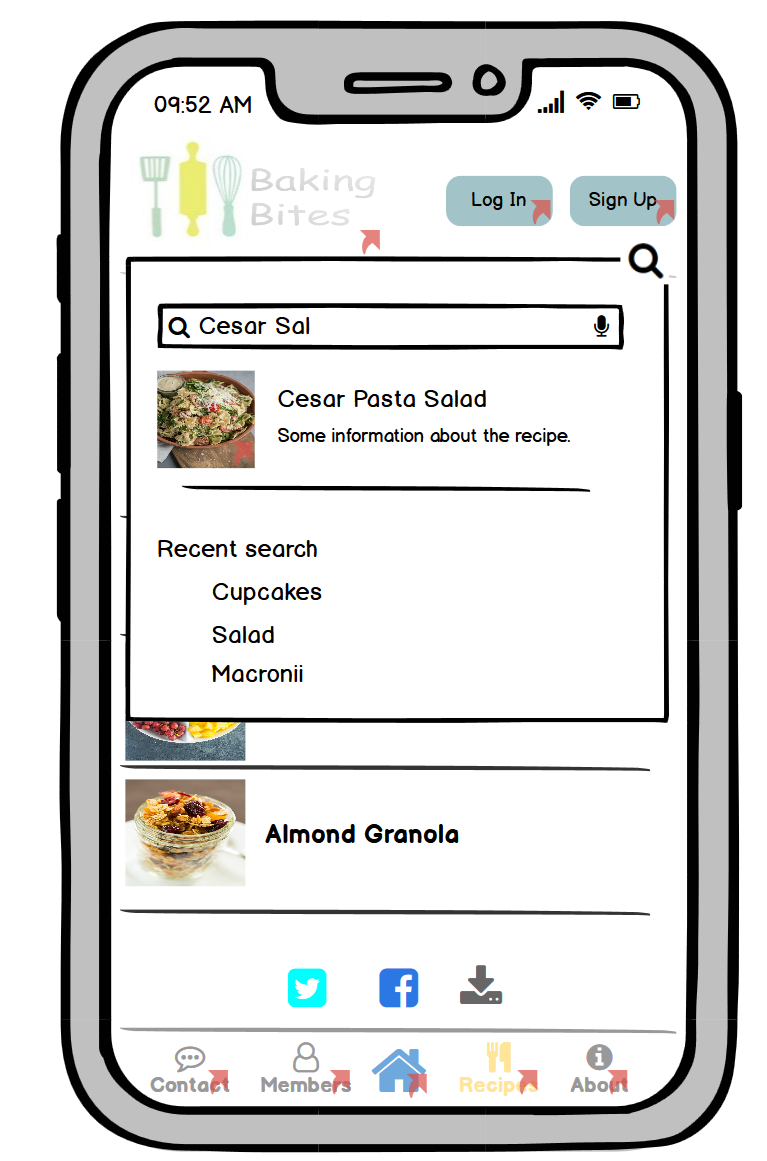 09:52 AM
Baking
Bites
Log In
Sign Up
Cesar Sal
Cesar Pasta Salad
Some information about the recipe.
Recent search
Cupcakes
Salad
Macronii
Almond Granola
Contact
Members
Recipes
About